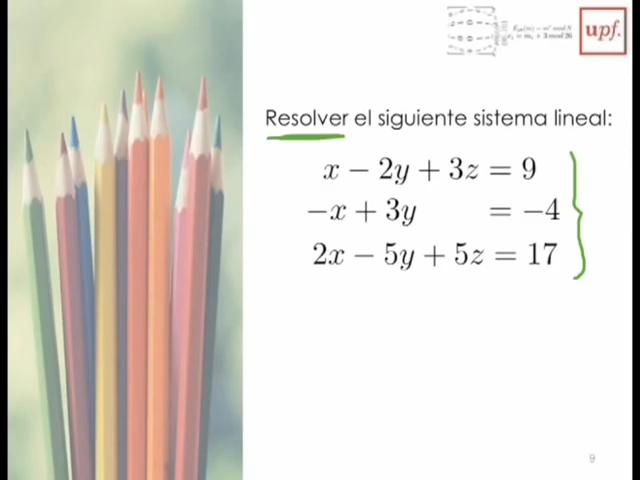 upf.
Resolver el siguiente sistema lineal:
x − 2y + 3z = 9
−x + 3y = −4
2x − 5y + 5z = 17
9